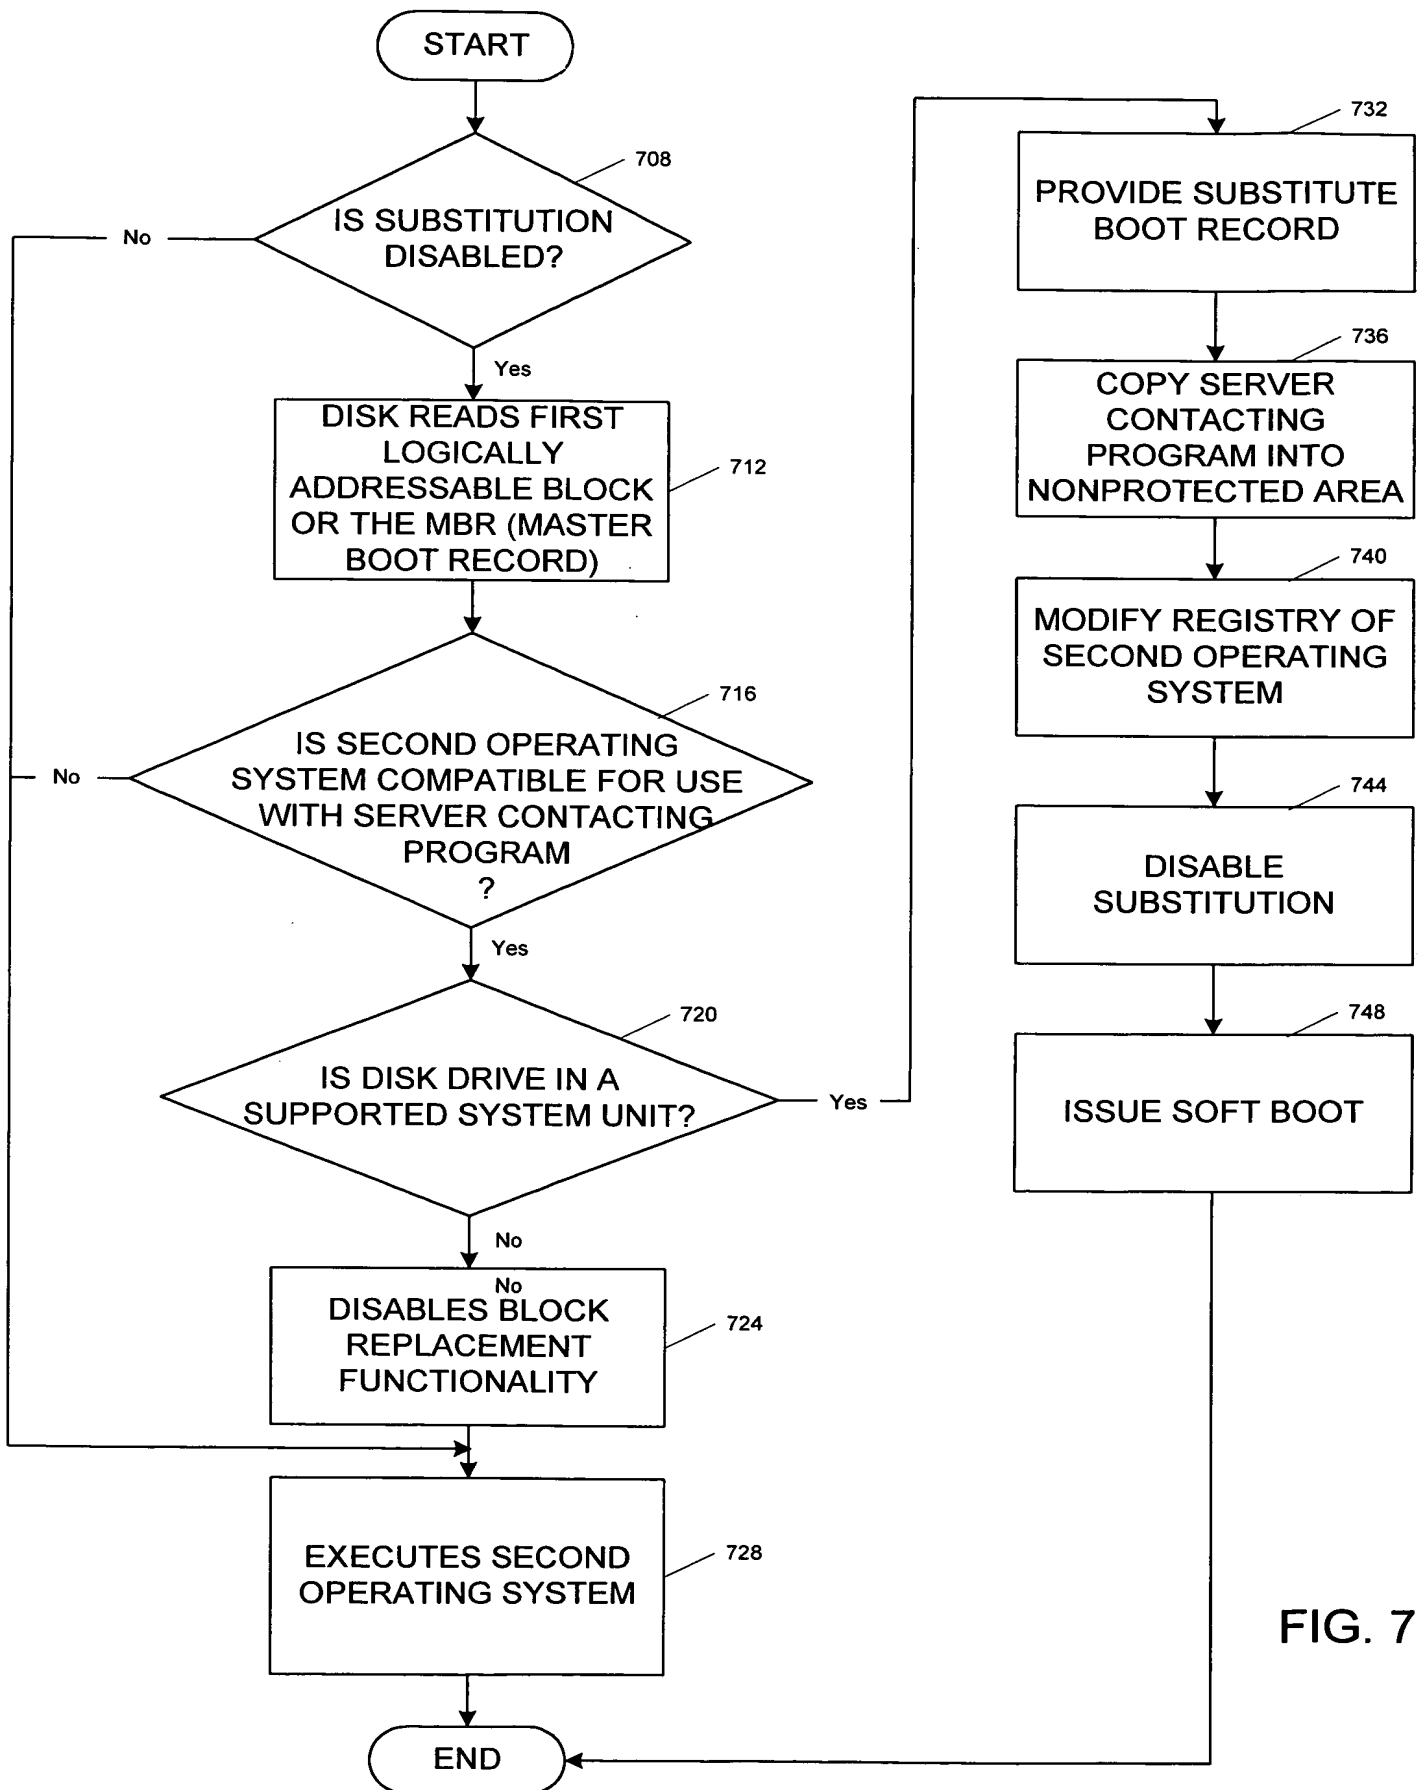 START
708
IS SUBSTITUTION
DISABLED?
No
Yes
DISK READS FIRST
LOGICALLY
ADDRESSABLE BLOCK
OR THE MBR (MASTER
BOOT RECORD)
712
716
IS SECOND OPERATING
SYSTEM COMPATIBLE FOR USE
WITH SERVER CONTACTING
PROGRAM
?
No
Yes
720
IS DISK DRIVE IN A
SUPPORTED SYSTEM UNIT?
Yes
No
No
DISABLES BLOCK
REPLACEMENT
FUNCTIONALITY
724
EXECUTES SECOND
OPERATING SYSTEM
728
END
732
PROVIDE SUBSTITUTE
BOOT RECORD
736
COPY SERVER
CONTACTING
PROGRAM INTO
NONPROTECTED AREA
740
MODIFY REGISTRY OF
SECOND OPERATING
SYSTEM
744
DISABLE
SUBSTITUTION
748
ISSUE SOFT BOOT
FIG. 7